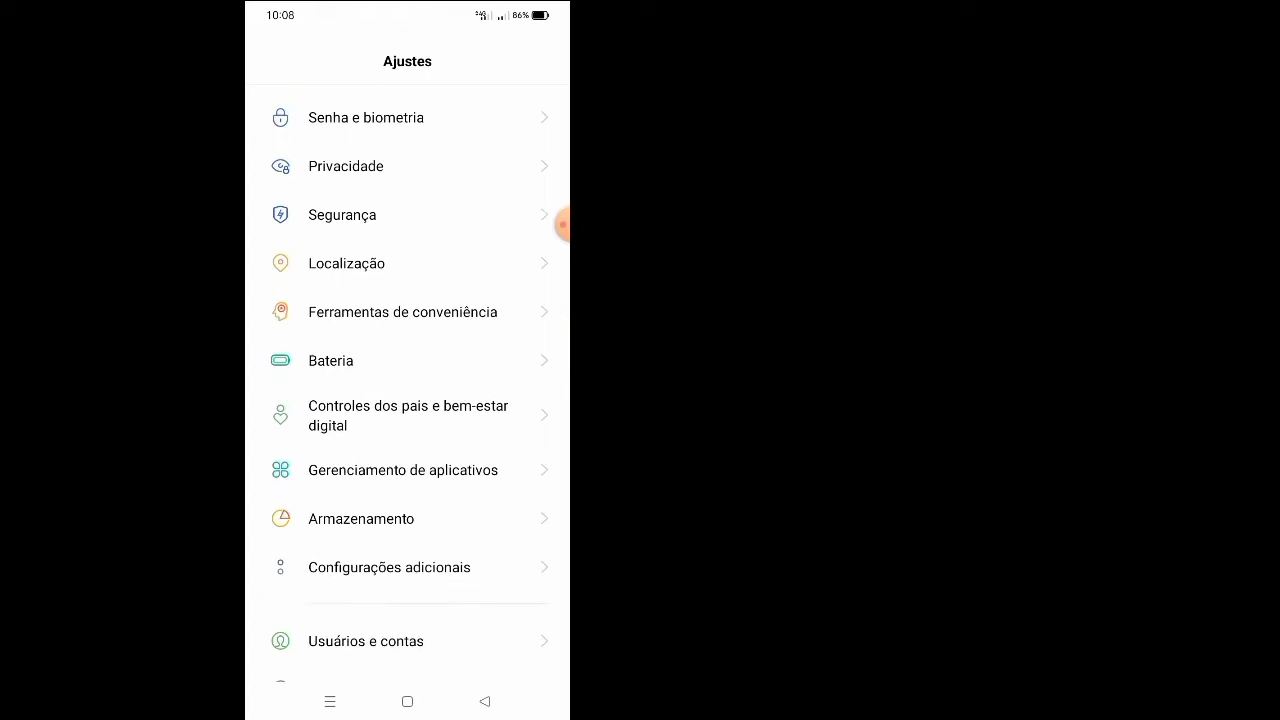 10:08
86%
Ajustes
Senha e biometria
Privacidade
Segurança
Localização
Ferramentas de conveniência
Bateria
Controles dos pais e bem-estar
digital
Gerenciamento de aplicativos
Armazenamento
Configurações adicionais
Usuários e contas